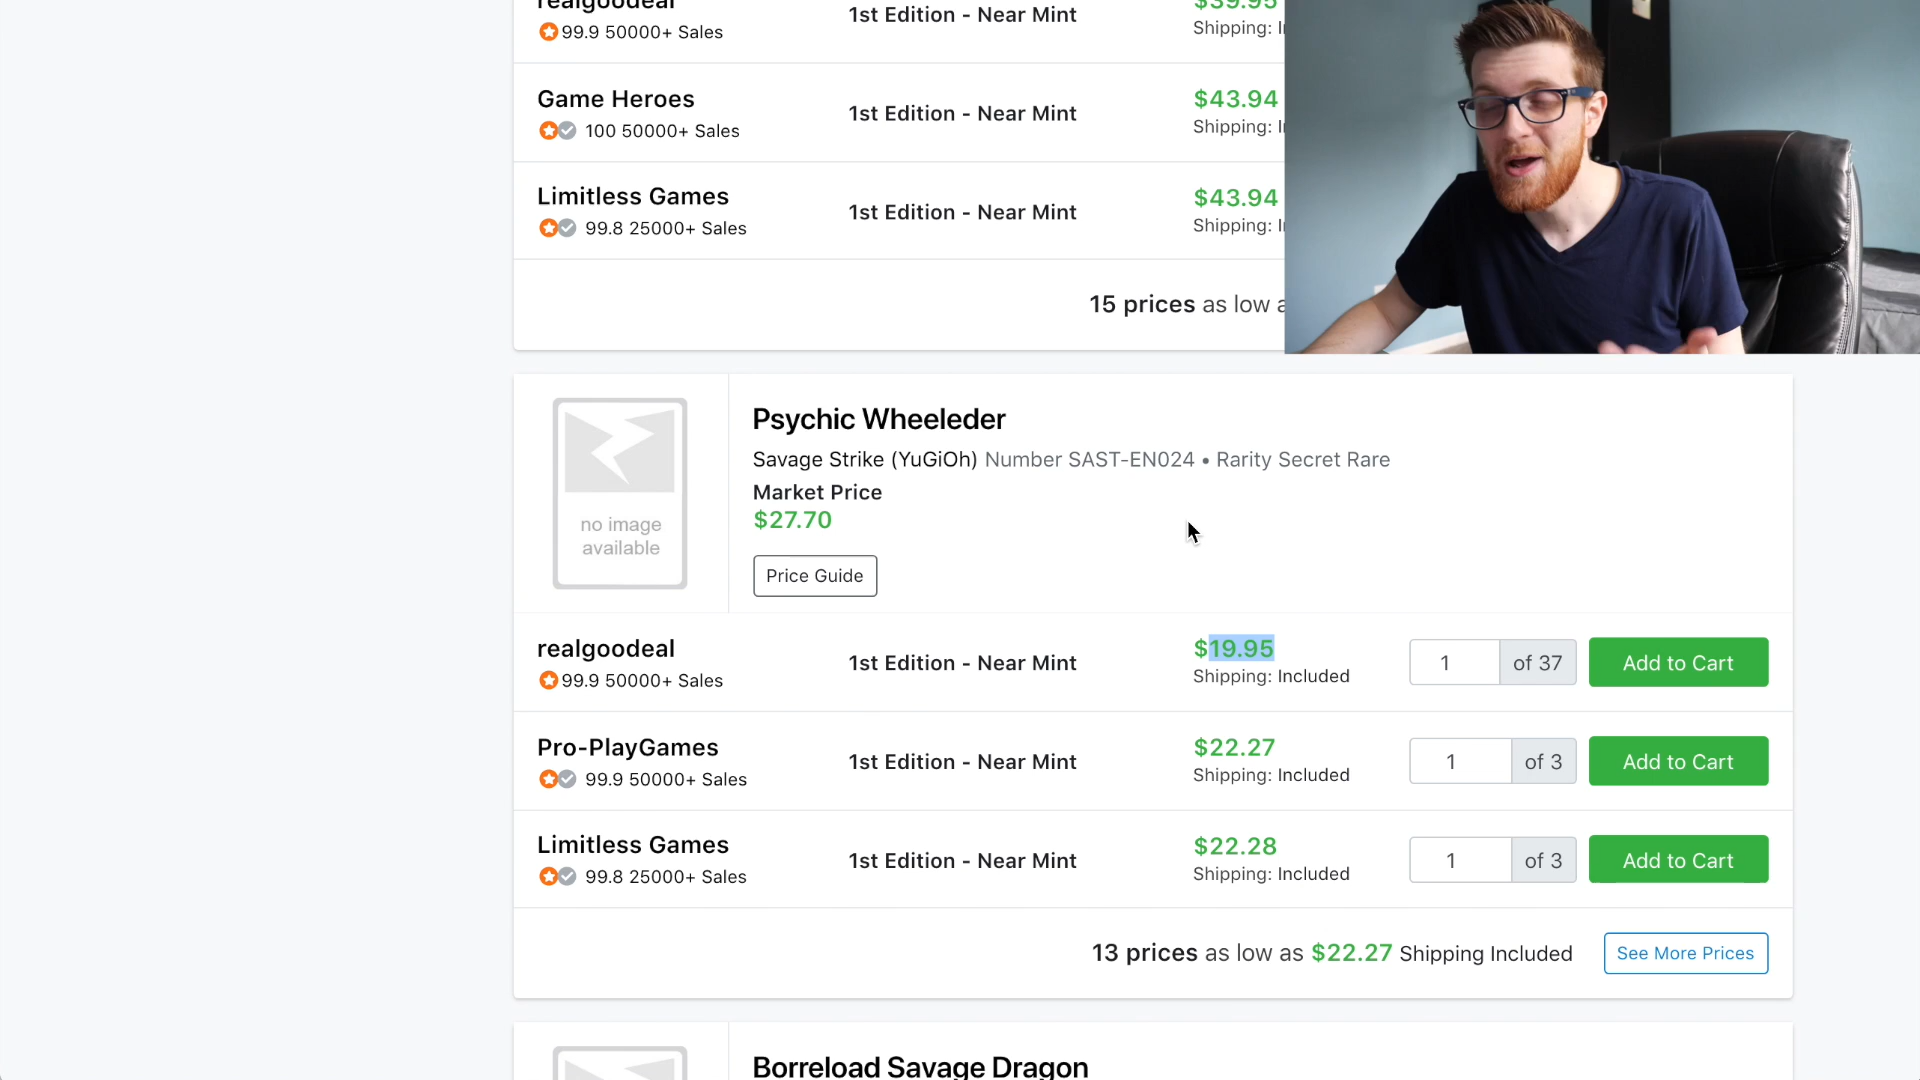 realgoodeal
99.9 50000+ Sales
1st Edition - Near Mint
$39.95
Shipping:
Game Heroes
100 50000+ Sales
1st Edition - Near Mint
$43.94
Shipping:
Limitless Games
99.8 25000+ Sales
1st Edition - Near Mint
$43.94
Shipping:
15 prices as low
no image
available
Psychic Wheeleder
Savage Strike (YuGiOh) Number SAST-EN024 • Rarity Secret Rare
Market Price
$27.70
Price Guide
realgoodeal
99.9 50000+ Sales
1st Edition - Near Mint
$19.95
Shipping: Included
1 of 37
Add to Cart
Pro-PlayGames
99.9 50000+ Sales
1st Edition - Near Mint
$22.27
Shipping: Included
1 of 3
Add to Cart
Limitless Games
99.8 25000+ Sales
1st Edition - Near Mint
$22.28
Shipping: Included
1 of 3
Add to Cart
13 prices as low as $22.27 Shipping Included
See More Prices
Borreload Savage Dragon